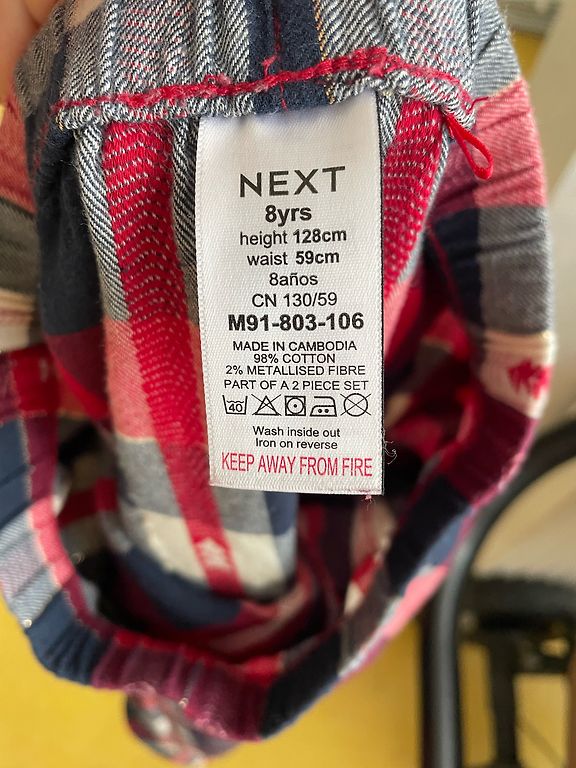 NEXT
8yrs
height 128cm
waist 59cm
8años
CN 130/59
M91-803-106
MADE IN CAMBODIA
98% COTTON
2% METALLISED FIBRE
PART OF A 2 PIECE SET
40
Wash inside out
Iron on reverse
KEEP AWAY FROM FIRE